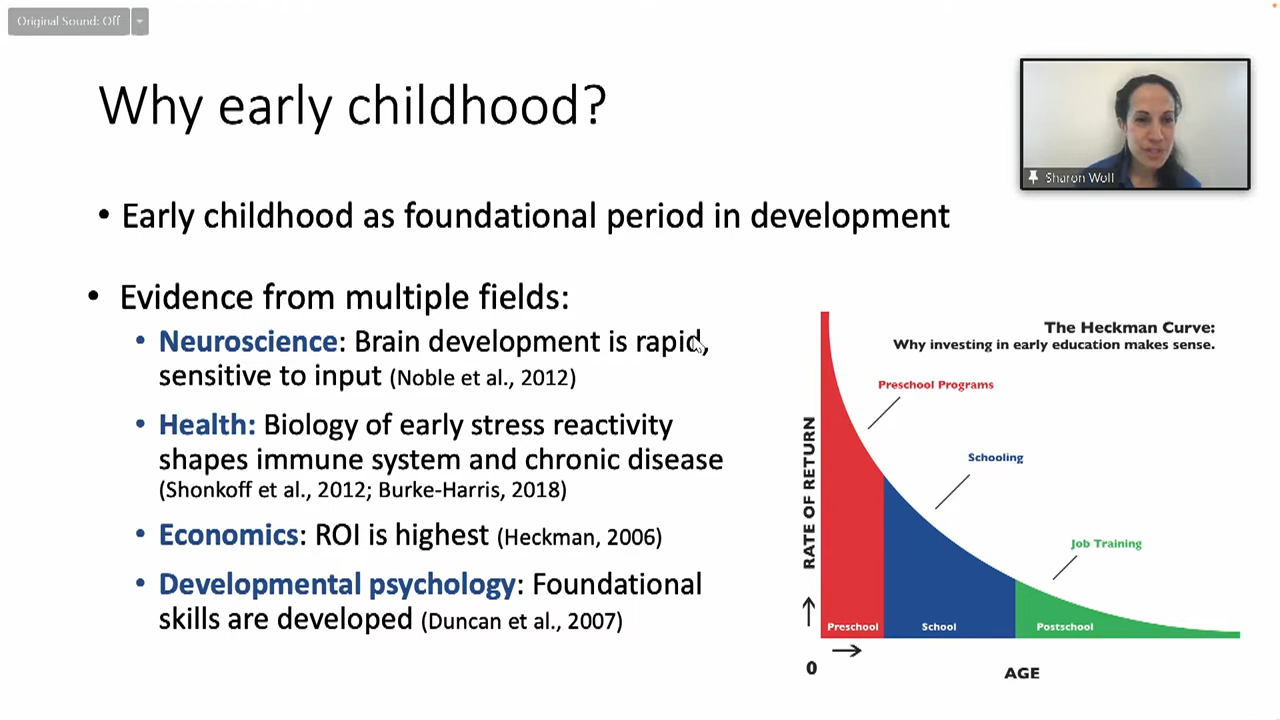 Original Sound: Off
Why early childhood?
Sharon Wolf
• Early childhood as foundational period in development
• Evidence from multiple fields:
• Neuroscience: Brain development is rapid,
sensitive to input (Noble et al., 2012)
• Health: Biology of early stress reactivity
shapes immune system and chronic disease
(Shonkoff et al., 2012; Burke-Harris, 2018)
• Economics: ROI is highest (Heckman, 2006)
• Developmental psychology: Foundational
skills are developed (Duncan et al., 2007)
The Heckman Curve:
Why investing in early education makes sense.
Preschool Programs
Schooling
Job Training
RATE OF RETURN
Preschool
School
Postschool
0
AGE